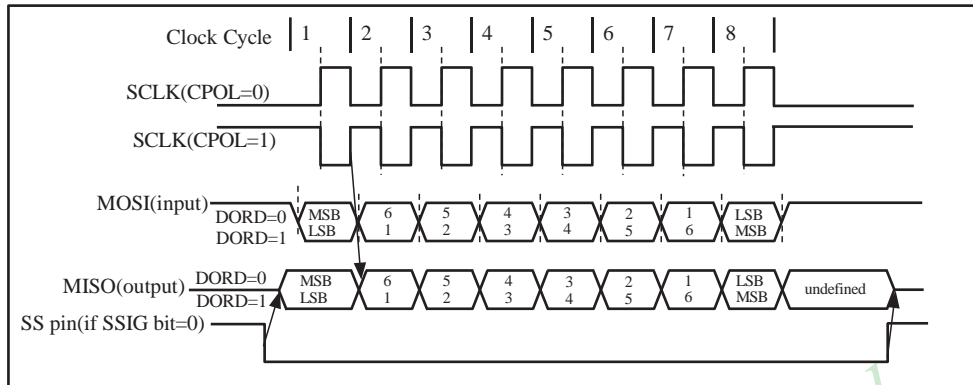 Clock Cycle 1 2 3 4 5 6 7 8
SCLK(CPOL=0)
SCLK(CPOL=1)
MOSI(input)
DORD=0 MSB 6 5 4 3 2 1 LSB
DORD=1 LSB 1 2 3 4 5 6 MSB
MISO(output)
DORD=0 MSB 6 5 4 3 2 1 LSB undefined
DORD=1 LSB 1 2 3 4 5 6 MSB
SS pin(if SSIG bit=0)